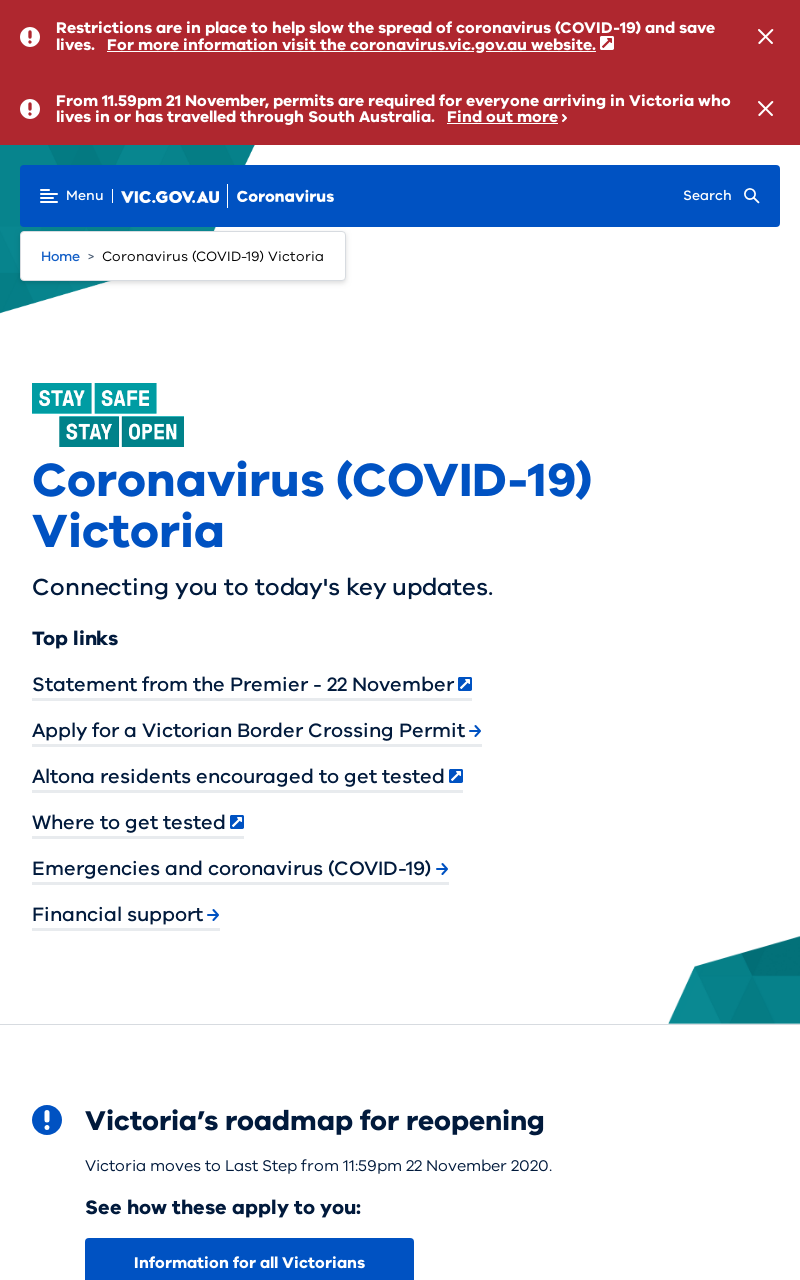 Restrictions are in place to help slow the spread of coronavirus (COVID-19) and save
lives. For more information visit the coronavirus.vic.gov.au website.
From 11.59pm 21 November, permits are required for everyone arriving in Victoria who
lives in or has travelled through South Australia. Find out more
Menu VIC.GOV.AU Coronavirus Search
Home > Coronavirus (COVID-19) Victoria
STAY SAFE
STAY OPEN
Coronavirus (COVID-19)
Victoria
Connecting you to today's key updates.
Top links
Statement from the Premier - 22 November
Apply for a Victorian Border Crossing Permit
Altona residents encouraged to get tested
Where to get tested
Emergencies and coronavirus (COVID-19)
Financial support
Victoria’s roadmap for reopening
Victoria moves to Last Step from 11:59pm 22 November 2020.
See how these apply to you:
Information for all Victorians